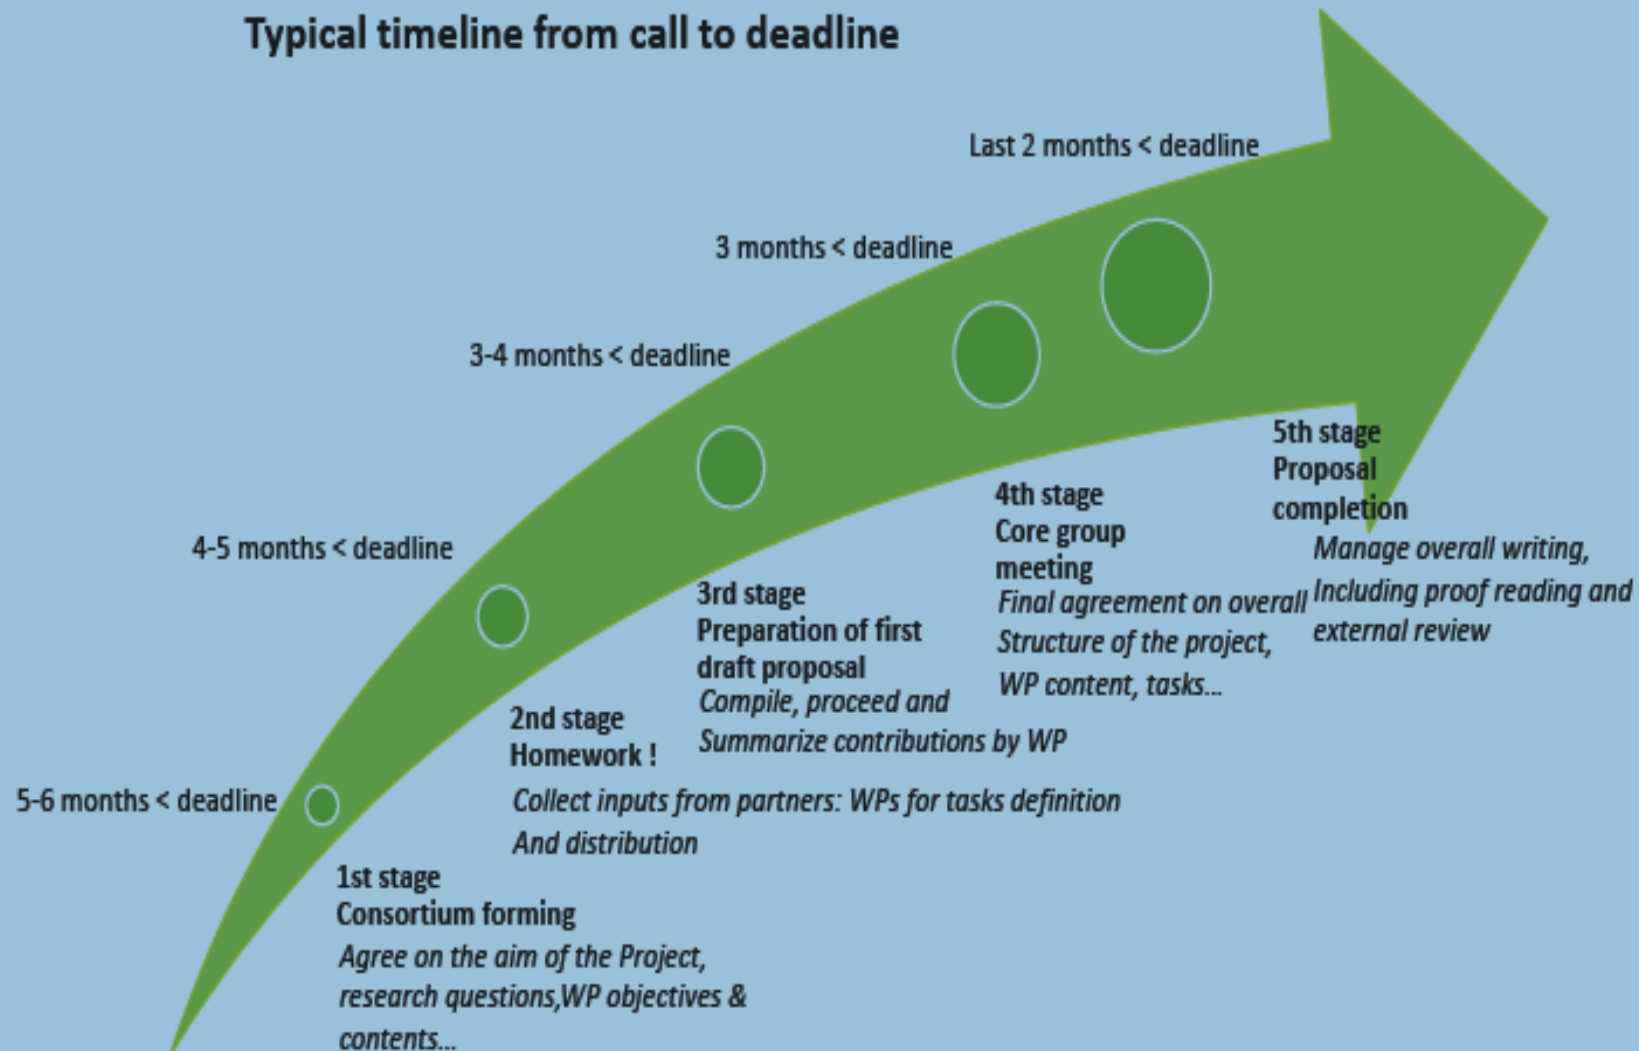 Typical timeline from call to deadline
Last 2 months < deadline
3 months < deadline
3-4 months < deadline
4-5 months < deadline
5-6 months < deadline
1st stage
Consortium forming
Agree on the aim of the Project,
research questions,WP objectives &
contents...
2nd stage
Homework !
Collect inputs from partners: WPs for tasks definition
And distribution
3rd stage
Preparation of first
draft proposal
Compile, proceed and
Summarize contributions by WP
4th stage
Core group
meeting
Final agreement on overall
Structure of the project,
WP content, tasks...
5th stage
Proposal
completion
Manage overall writing,
Including proof reading and
external review